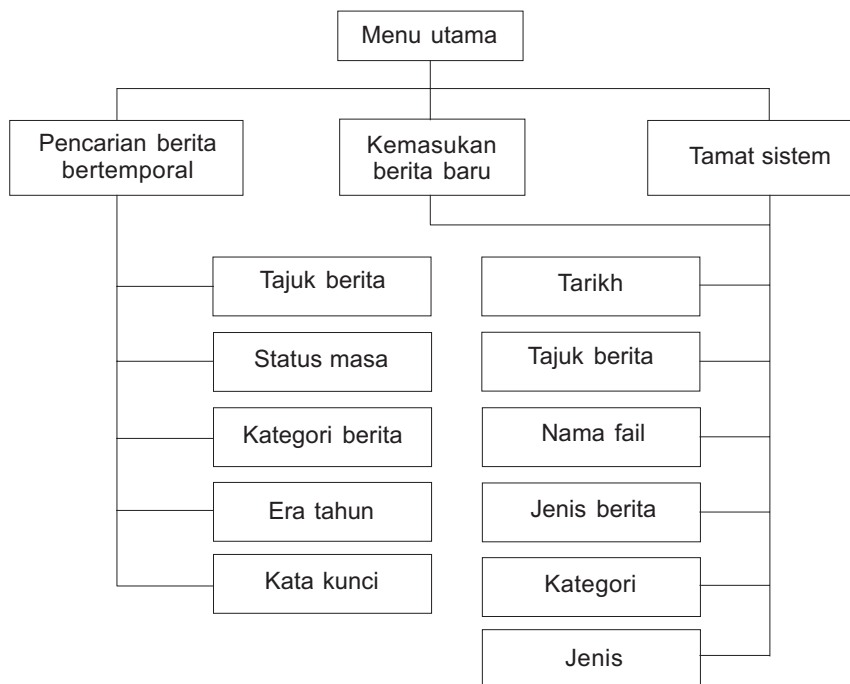 Menu utama
Pencarian berita
bertemporal
Kemasukan
berita baru
Tamat sistem
Tajuk berita
Status masa
Kategori berita
Era tahun
Kata kunci
Tarikh
Tajuk berita
Nama fail
Jenis berita
Kategori
Jenis